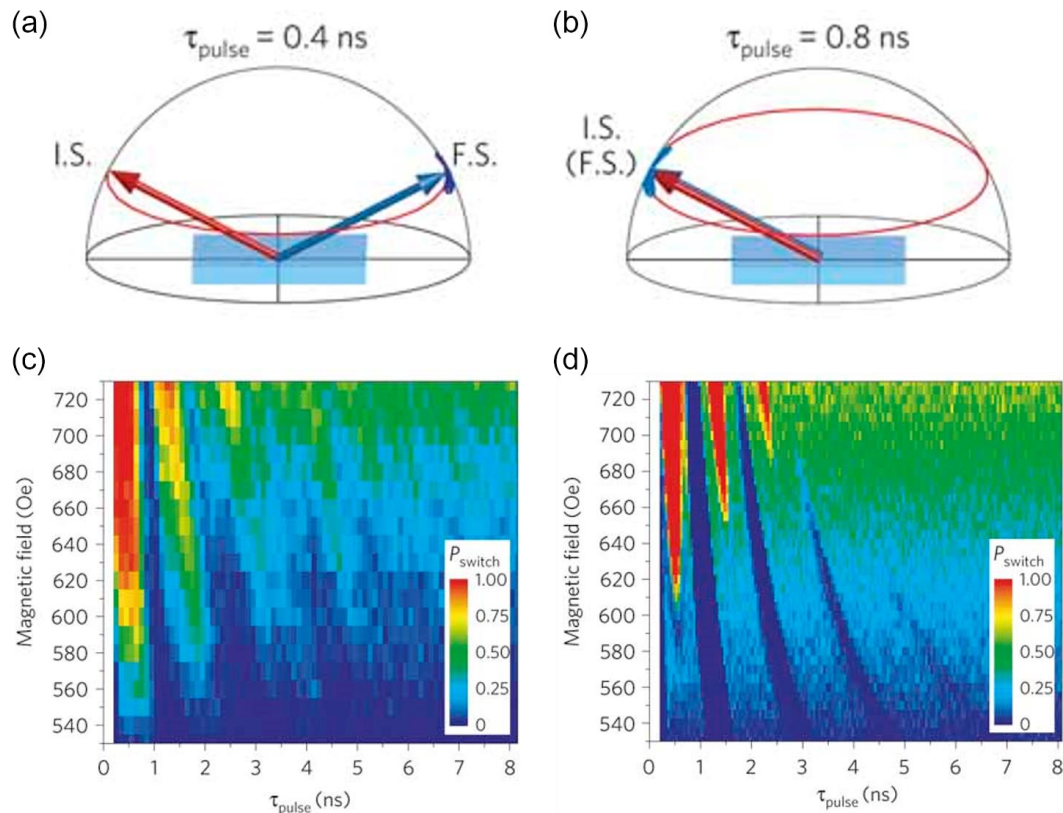 (a)
τpulse = 0.4 ns
I.S.
F.S.
(b)
τpulse = 0.8 ns
I.S.
(F.S.)
(c)
Magnetic field (Oe)
720
700
680
660
640
620
600
580
560
540
Pswitch
1.00
0.75
0.50
0.25
0
0 1 2 3 4 5 6 7 8
τpulse (ns)
(d)
Magnetic field (Oe)
720
700
680
660
640
620
600
580
560
540
Pswitch
1.00
0.75
0.50
0.25
0
0 1 2 3 4 5 6 7 8
τpulse (ns)